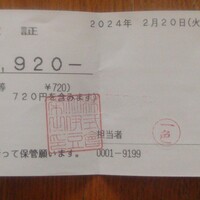 証
2024年 2月20日(火
,920-
¥720)
720円を含みます)
担当者
って保管願います。 0001-9199